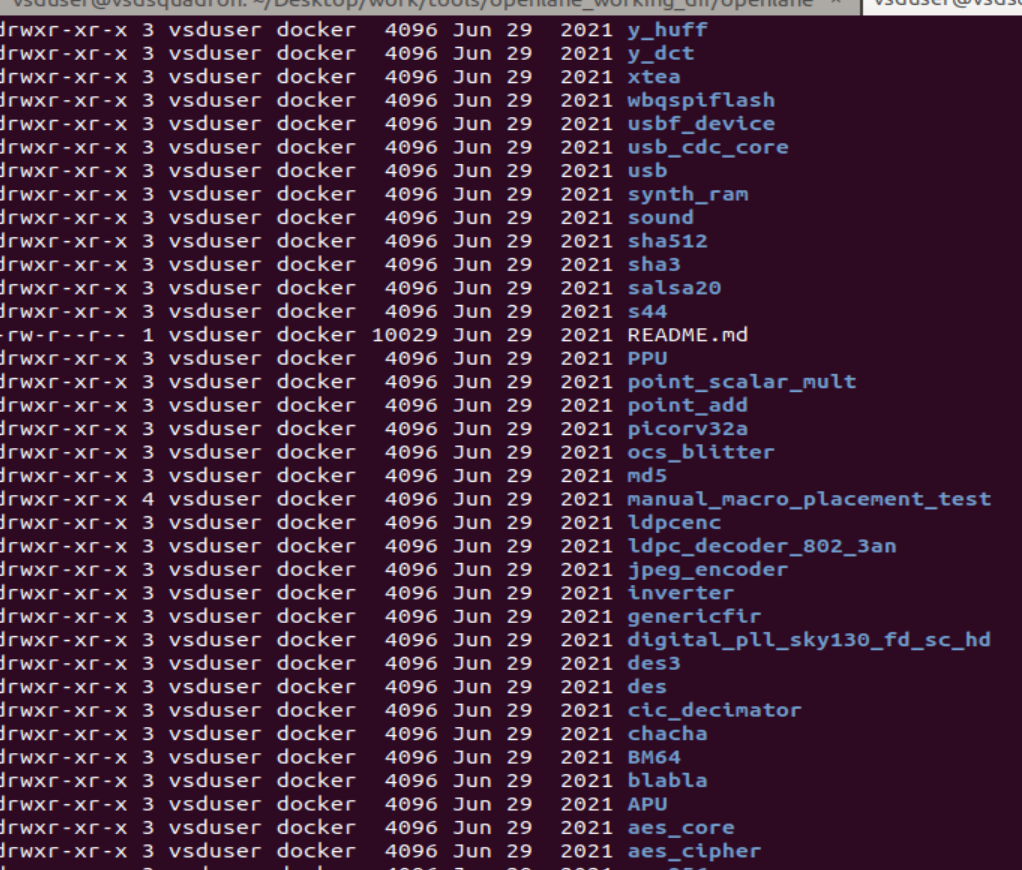 vsduser@vsdsquadron: ~/Desktop/work/tools/openlane_working_dir/openlane × vsduser@vsdsq
drwxr-xr-x 3 vsduser docker 4096 Jun 29 2021 y_huff
drwxr-xr-x 3 vsduser docker 4096 Jun 29 2021 y_dct
drwxr-xr-x 3 vsduser docker 4096 Jun 29 2021 xtea
drwxr-xr-x 3 vsduser docker 4096 Jun 29 2021 wbqspiflash
drwxr-xr-x 3 vsduser docker 4096 Jun 29 2021 usbf_device
drwxr-xr-x 3 vsduser docker 4096 Jun 29 2021 usb_cdc_core
drwxr-xr-x 3 vsduser docker 4096 Jun 29 2021 usb
drwxr-xr-x 3 vsduser docker 4096 Jun 29 2021 synth_ram
drwxr-xr-x 3 vsduser docker 4096 Jun 29 2021 sound
drwxr-xr-x 3 vsduser docker 4096 Jun 29 2021 sha512
drwxr-xr-x 3 vsduser docker 4096 Jun 29 2021 sha3
drwxr-xr-x 3 vsduser docker 4096 Jun 29 2021 salsa20
drwxr-xr-x 3 vsduser docker 4096 Jun 29 2021 s44
-rw-r--r-- 1 vsduser docker 10029 Jun 29 2021 README.md
drwxr-xr-x 3 vsduser docker 4096 Jun 29 2021 PPU
drwxr-xr-x 3 vsduser docker 4096 Jun 29 2021 point_scalar_mult
drwxr-xr-x 3 vsduser docker 4096 Jun 29 2021 point_add
drwxr-xr-x 3 vsduser docker 4096 Jun 29 2021 picorv32a
drwxr-xr-x 3 vsduser docker 4096 Jun 29 2021 ocs_blitter
drwxr-xr-x 3 vsduser docker 4096 Jun 29 2021 md5
drwxr-xr-x 4 vsduser docker 4096 Jun 29 2021 manual_macro_placement_test
drwxr-xr-x 3 vsduser docker 4096 Jun 29 2021 ldpcenc
drwxr-xr-x 3 vsduser docker 4096 Jun 29 2021 ldpc_decoder_802_3an
drwxr-xr-x 3 vsduser docker 4096 Jun 29 2021 jpeg_encoder
drwxr-xr-x 3 vsduser docker 4096 Jun 29 2021 inverter
drwxr-xr-x 3 vsduser docker 4096 Jun 29 2021 genericfir
drwxr-xr-x 3 vsduser docker 4096 Jun 29 2021 digital_pll_sky130_fd_sc_hd
drwxr-xr-x 3 vsduser docker 4096 Jun 29 2021 des3
drwxr-xr-x 3 vsduser docker 4096 Jun 29 2021 des
drwxr-xr-x 3 vsduser docker 4096 Jun 29 2021 cic_decimator
drwxr-xr-x 3 vsduser docker 4096 Jun 29 2021 chacha
drwxr-xr-x 3 vsduser docker 4096 Jun 29 2021 BM64
drwxr-xr-x 3 vsduser docker 4096 Jun 29 2021 blabla
drwxr-xr-x 3 vsduser docker 4096 Jun 29 2021 APU
drwxr-xr-x 3 vsduser docker 4096 Jun 29 2021 aes_core
drwxr-xr-x 3 vsduser docker 4096 Jun 29 2021 aes_cipher